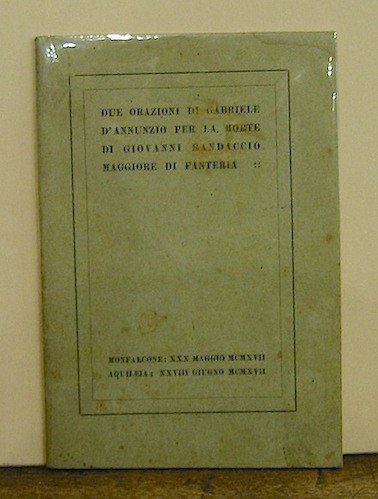 DUE ORAZIONI DI GABRIELE
D'ANNUNZIO PER LA MORTE
DI GIOVANNI RANDACCIO
MAGGIORE DI FANTERIA ::
MONFALCONE: XXX MAGGIO MCMXVII
AQUILEIA: XXVIII GIUGNO MCMXVII